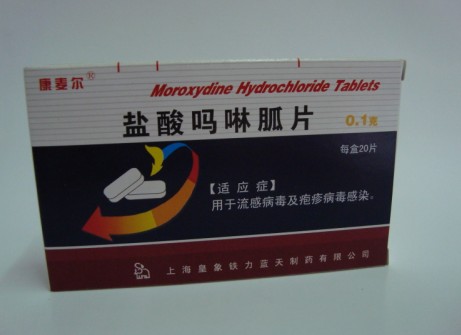 康麦尔®
Moroxydine Hydrochloride Tablets
盐酸吗啉胍片
0.1克
每盒20片
【适应症】
用于流感病毒及疱疹病毒感染。
上海皇象铁力蓝天制药有限公司